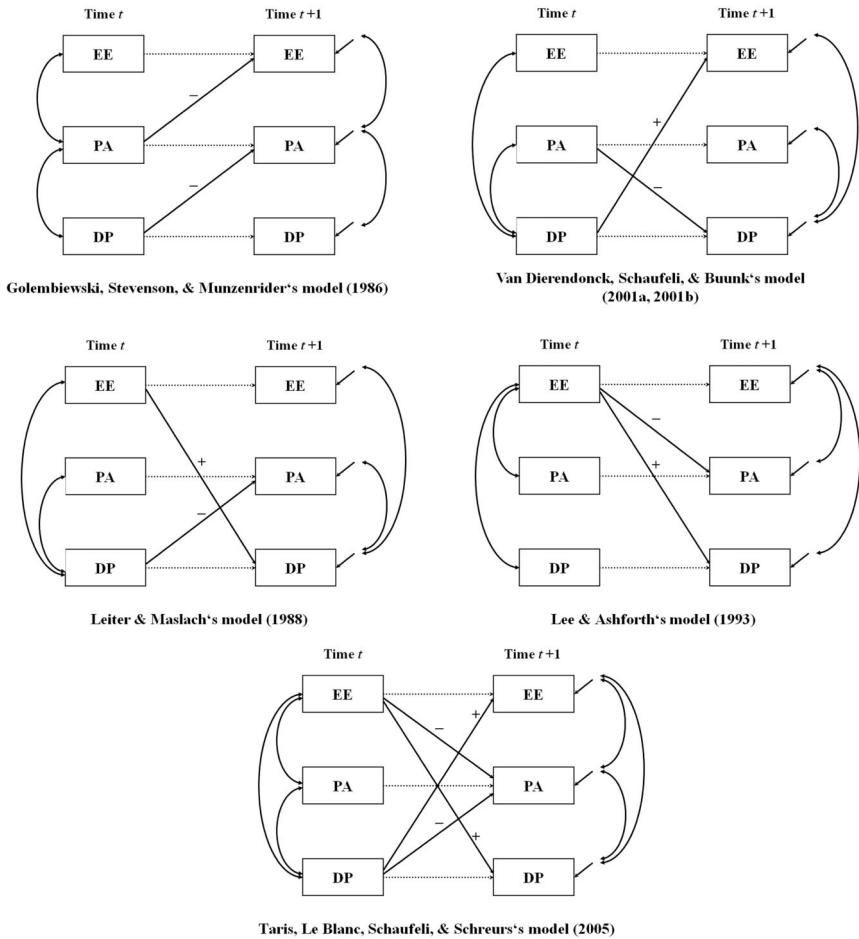 Time t Time t+1
EE EE
–
PA PA
–
DP DP
Golembiewski, Stevenson, & Munzenrider‘s model (1986)
Time t Time t+1
EE EE
+
PA PA
–
DP DP
Van Dierendonck, Schaufeli, & Buunk‘s model
(2001a, 2001b)
Time t Time t+1
EE EE
+
PA PA
–
DP DP
Leiter & Maslach‘s model (1988)
Time t Time t+1
EE EE
–
+
PA PA
DP DP
Lee & Ashforth‘s model (1993)
Time t Time t+1
EE EE
+
–
PA PA
–
+
DP DP
Taris, Le Blanc, Schaufeli, & Schreurs‘s model (2005)